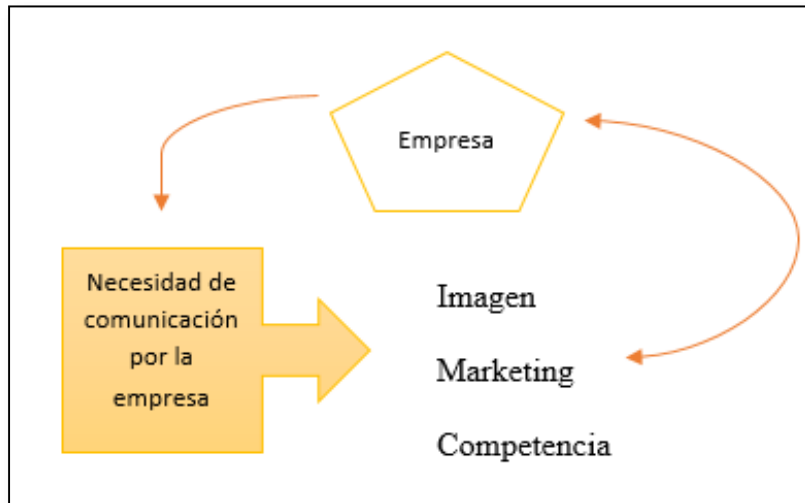 Empresa
Necesidad de
comunicación
por la
empresa
Imagen
Marketing
Competencia